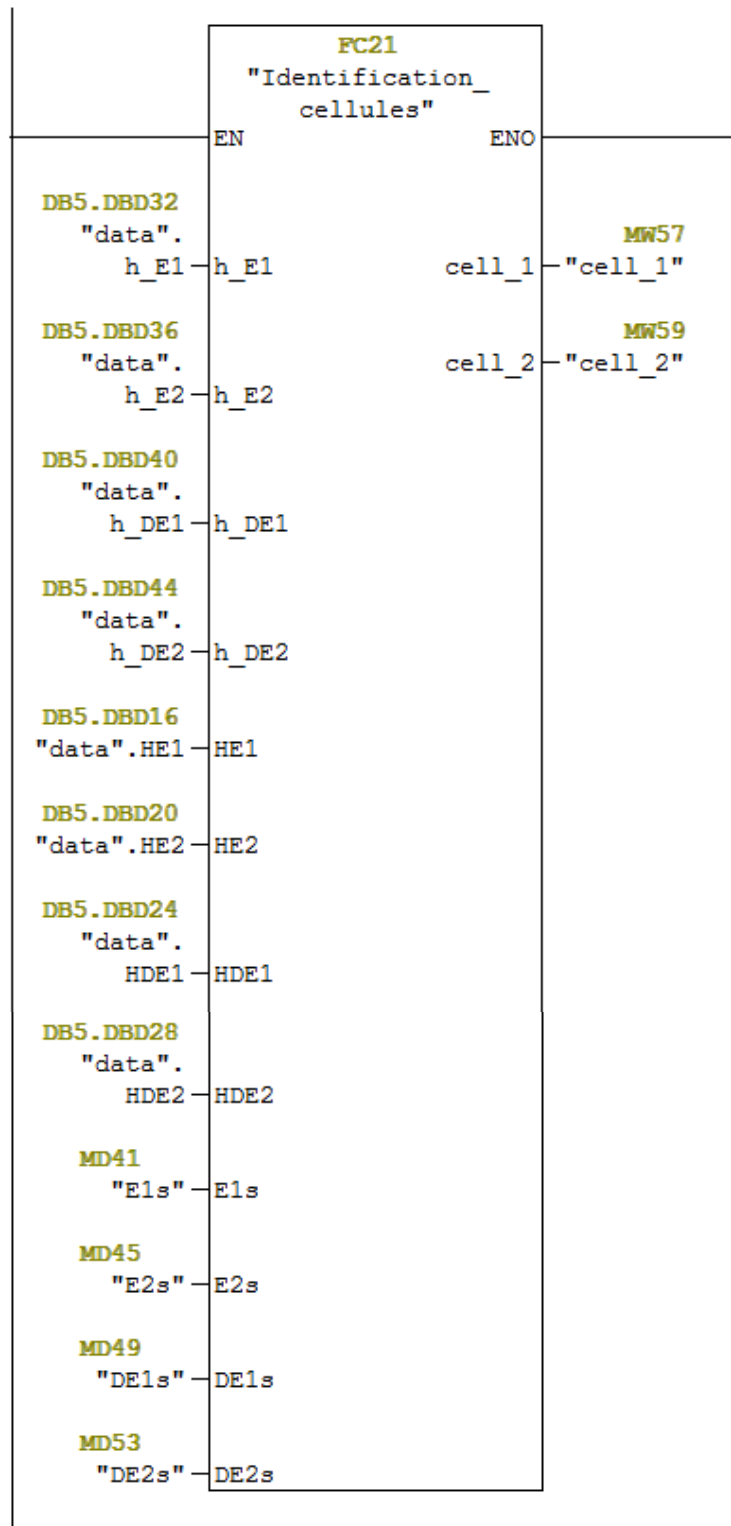 FC21
"Identification_
cellules"
EN ENO
DB5.DBD32
"data".
h_E1 h_E1
MW57
cell_1 "cell_1"
DB5.DBD36
"data".
h_E2 h_E2
MW59
cell_2 "cell_2"
DB5.DBD40
"data".
h_DE1 h_DE1
DB5.DBD44
"data".
h_DE2 h_DE2
DB5.DBD16
"data".HE1 HE1
DB5.DBD20
"data".HE2 HE2
DB5.DBD24
"data".
HDE1 HDE1
DB5.DBD28
"data".
HDE2 HDE2
MD41
"E1s" E1s
MD45
"E2s" E2s
MD49
"DE1s" DE1s
MD53
"DE2s" DE2s